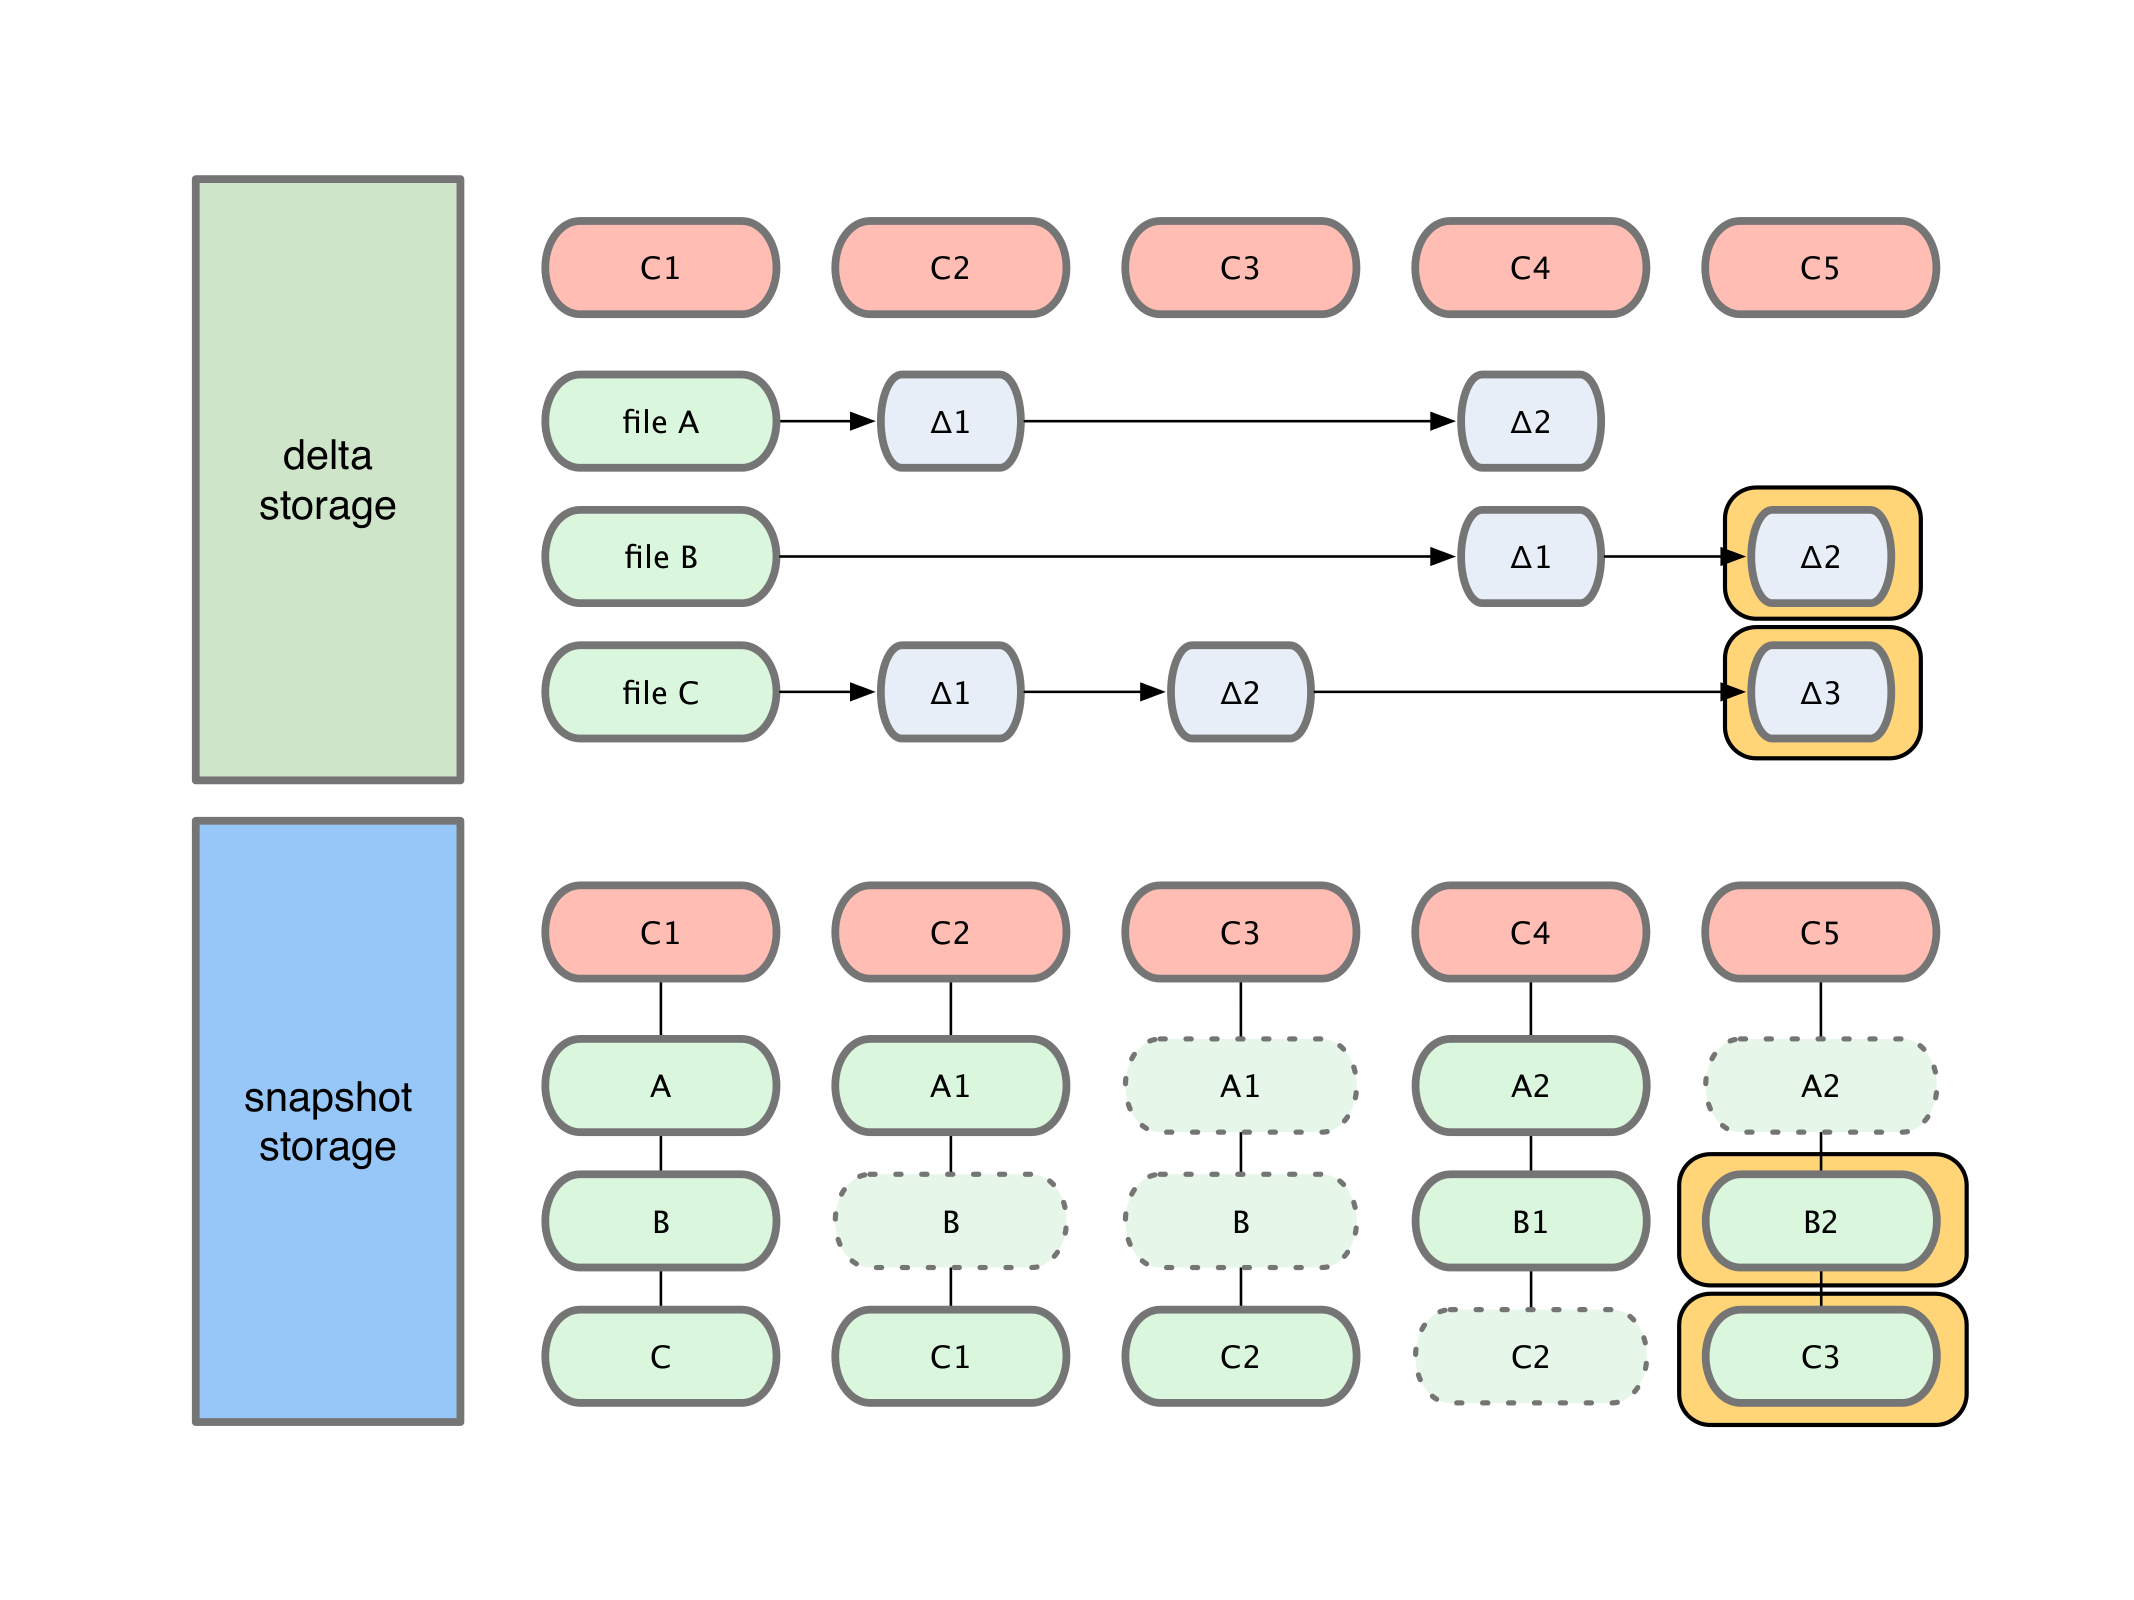 delta
storage
C1 C2 C3 C4 C5
file A Δ1 Δ2
file B Δ1 Δ2
file C Δ1 Δ2 Δ3
snapshot
storage
C1 C2 C3 C4 C5
A A1 A1 A2 A2
B B B B1 B2
C C1 C2 C2 C3